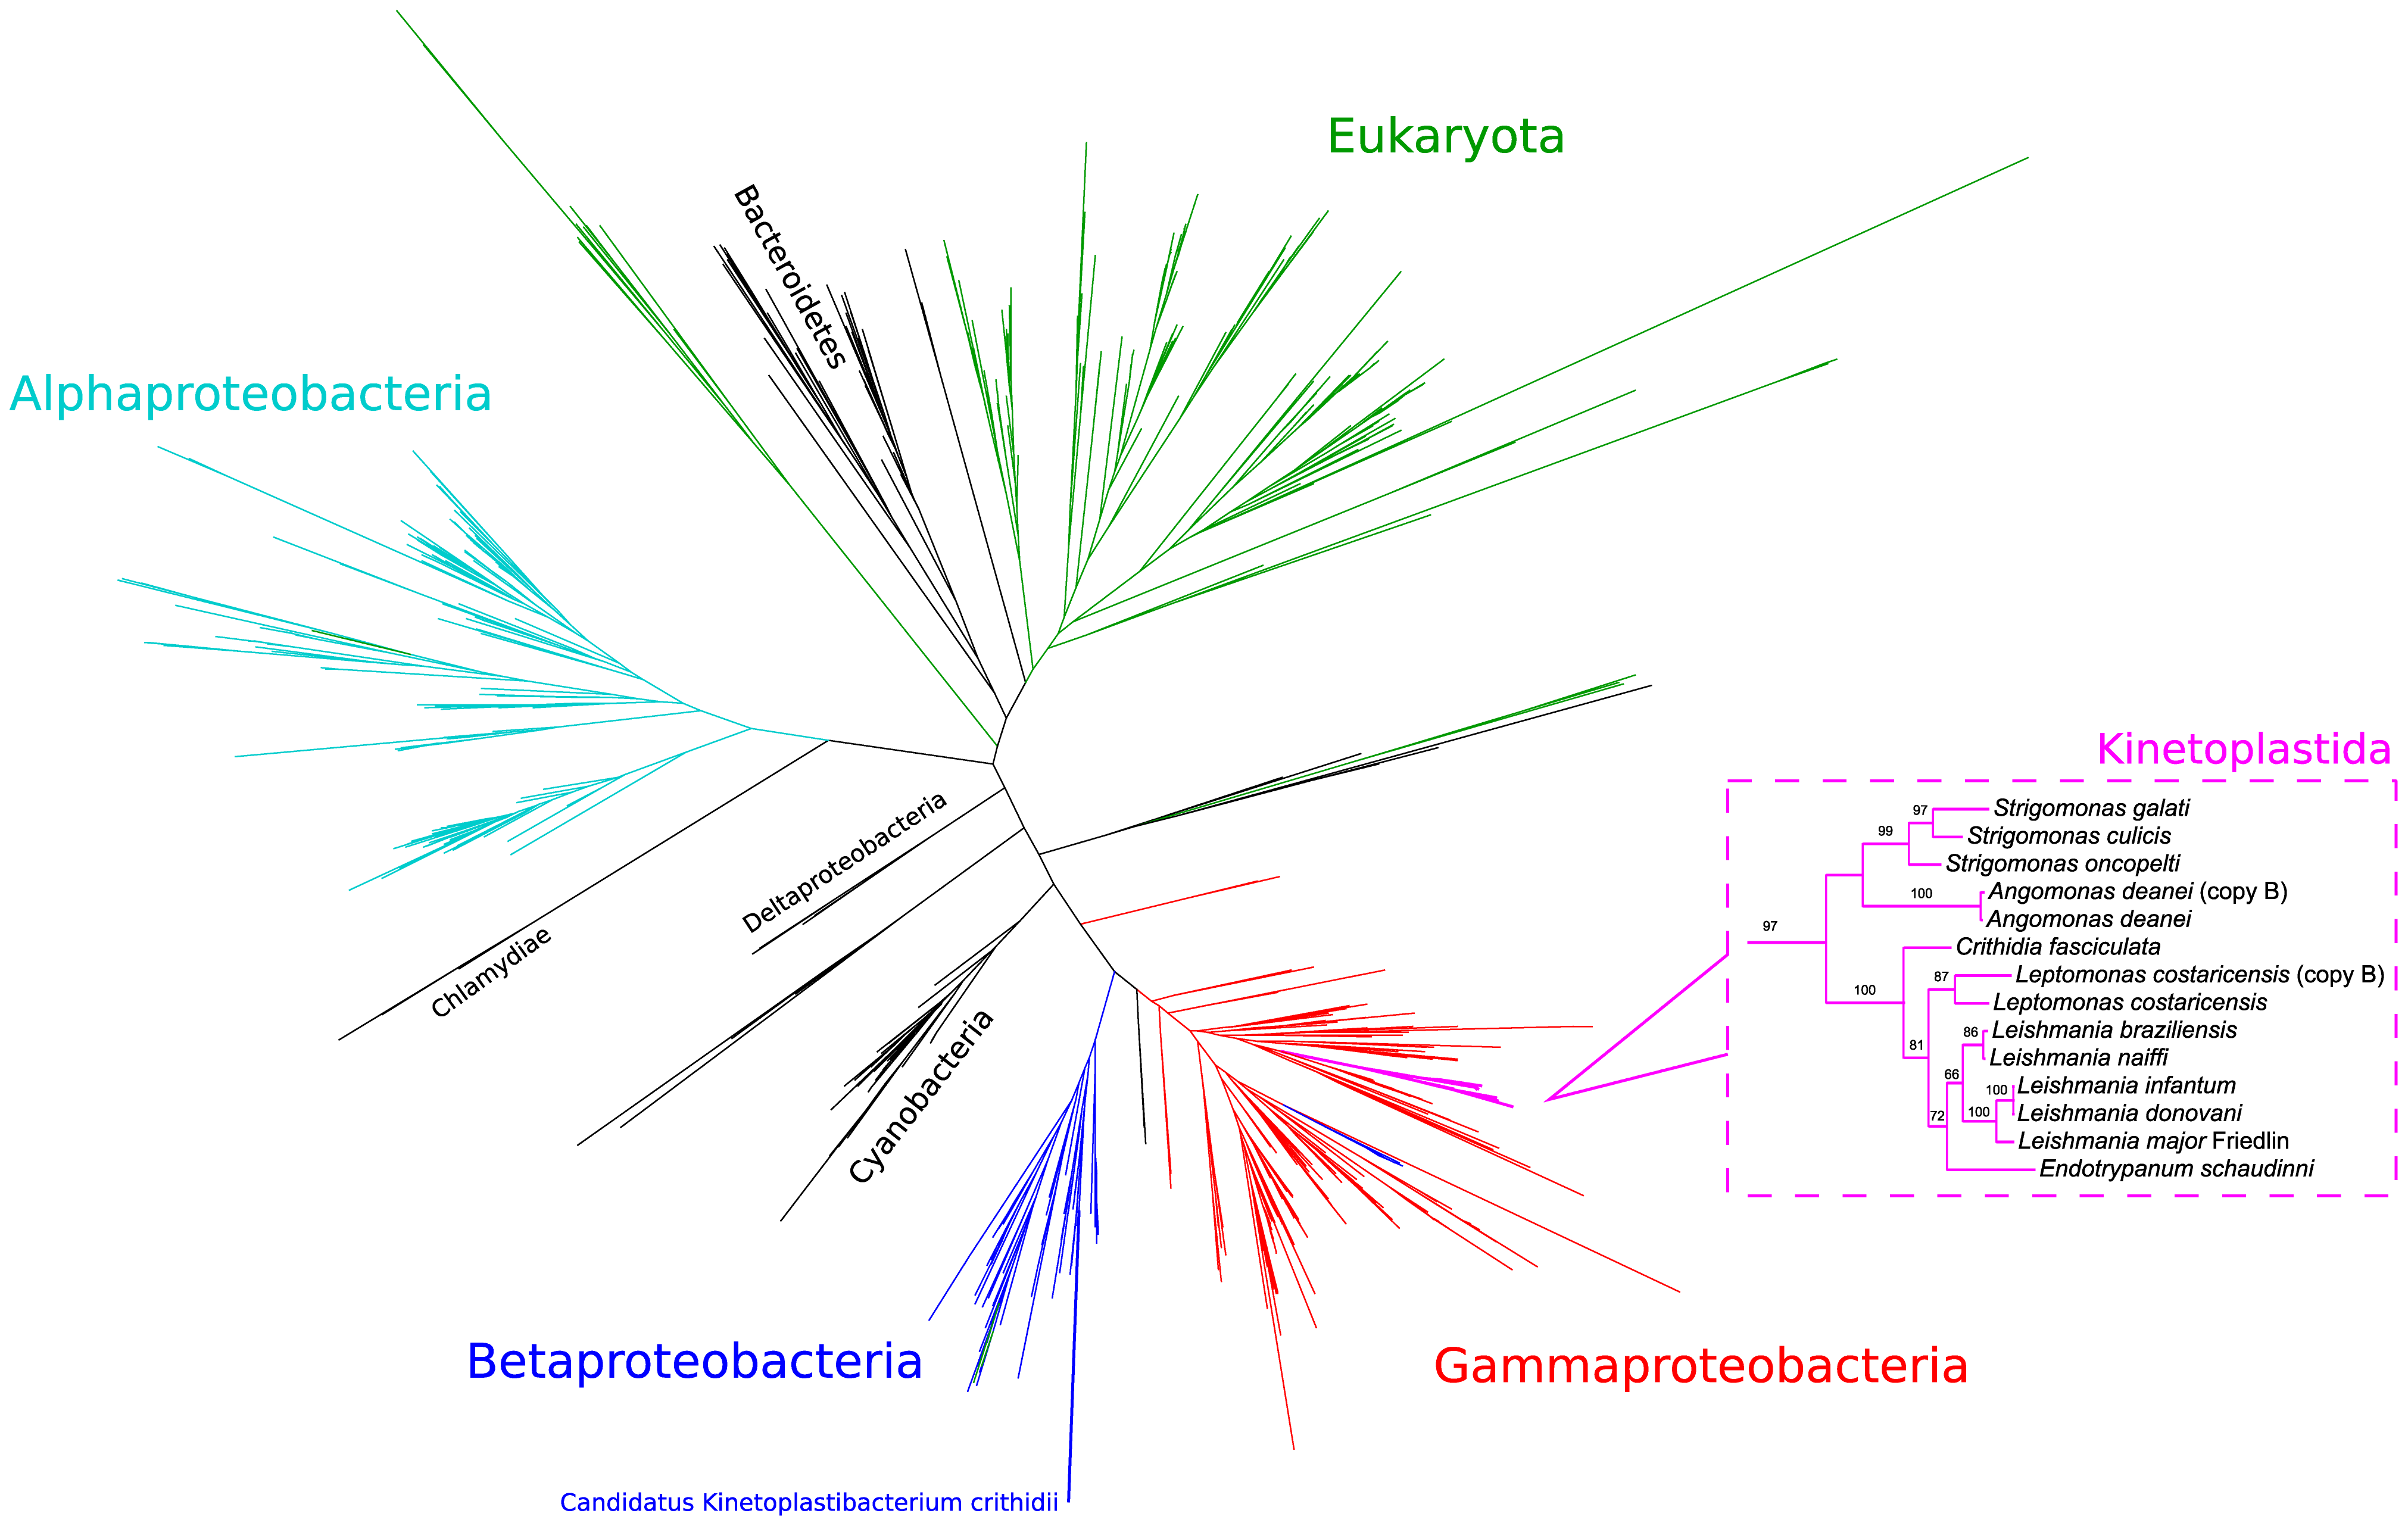 Eukaryota
Bacteroidetes
Alphaproteobacteria
Kinetoplastida
97
Strigomonas galati
99
Strigomonas culicis
Strigomonas oncopelti
100
Angomonas deanei (copy B)
Angomonas deanei
97
Crithidia fasciculata
87
Leptomonas costaricensis (copy B)
100
Leptomonas costaricensis
86
Leishmania braziliensis
81
Leishmania naiffi
66
100
Leishmania infantum
72
100
Leishmania donovani
Leishmania major Friedlin
Endotrypanum schaudinni
Deltaproteobacteria
Chlamydiae
Cyanobacteria
Betaproteobacteria
Gammaproteobacteria
Candidatus Kinetoplastibacterium crithidii